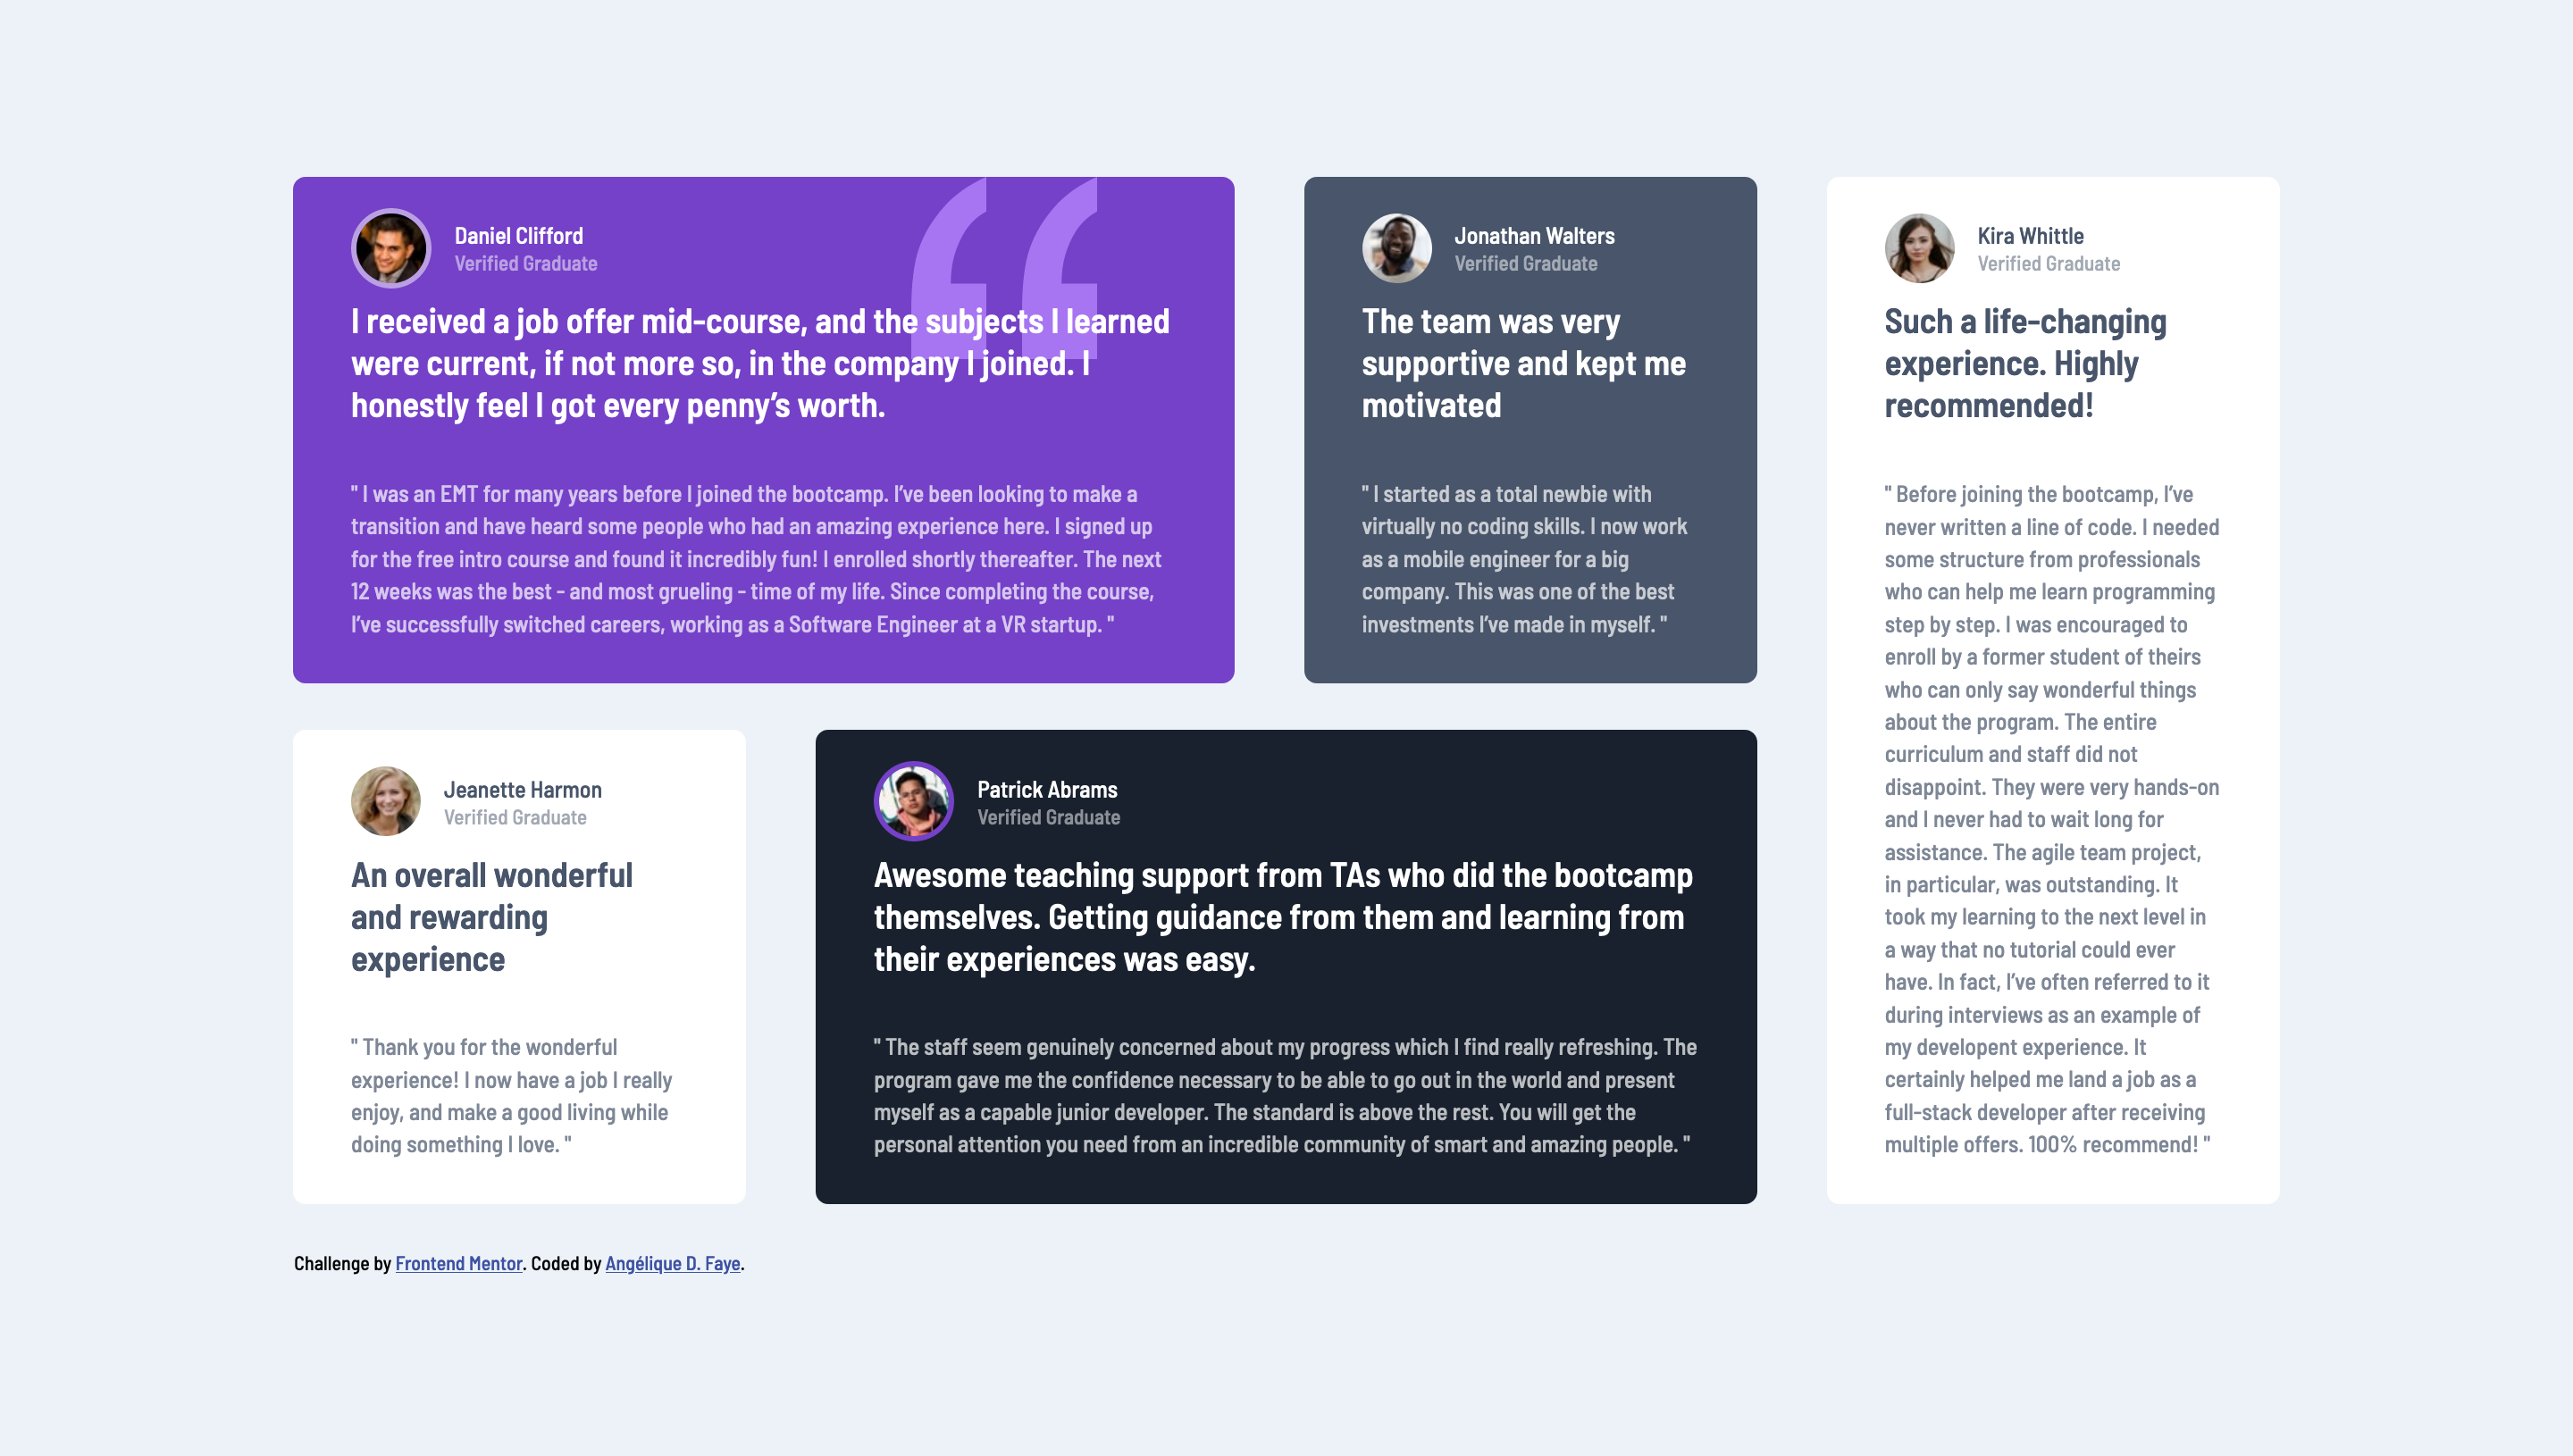 Daniel Clifford
Verified Graduate
I received a job offer mid-course, and the subjects I learned
were current, if not more so, in the company I joined. I
honestly feel I got every penny’s worth.
" I was an EMT for many years before I joined the bootcamp. I’ve been looking to make a
transition and have heard some people who had an amazing experience here. I signed up
for the free intro course and found it incredibly fun! I enrolled shortly thereafter. The next
12 weeks was the best - and most grueling - time of my life. Since completing the course,
I’ve successfully switched careers, working as a Software Engineer at a VR startup. "
Jonathan Walters
Verified Graduate
The team was very
supportive and kept me
motivated
" I started as a total newbie with
virtually no coding skills. I now work
as a mobile engineer for a big
company. This was one of the best
investments I’ve made in myself. "
Kira Whittle
Verified Graduate
Such a life-changing
experience. Highly
recommended!
" Before joining the bootcamp, I’ve
never written a line of code. I needed
some structure from professionals
who can help me learn programming
step by step. I was encouraged to
enroll by a former student of theirs
who can only say wonderful things
about the program. The entire
curriculum and staff did not
disappoint. They were very hands-on
and I never had to wait long for
assistance. The agile team project,
in particular, was outstanding. It
took my learning to the next level in
a way that no tutorial could ever
have. In fact, I’ve often referred to it
during interviews as an example of
my developent experience. It
certainly helped me land a job as a
full-stack developer after receiving
multiple offers. 100% recommend! "
Jeanette Harmon
Verified Graduate
An overall wonderful
and rewarding
experience
" Thank you for the wonderful
experience! I now have a job I really
enjoy, and make a good living while
doing something I love. "
Patrick Abrams
Verified Graduate
Awesome teaching support from TAs who did the bootcamp
themselves. Getting guidance from them and learning from
their experiences was easy.
" The staff seem genuinely concerned about my progress which I find really refreshing. The
program gave me the confidence necessary to be able to go out in the world and present
myself as a capable junior developer. The standard is above the rest. You will get the
personal attention you need from an incredible community of smart and amazing people. "
Challenge by Frontend Mentor. Coded by Angélique D. Faye.